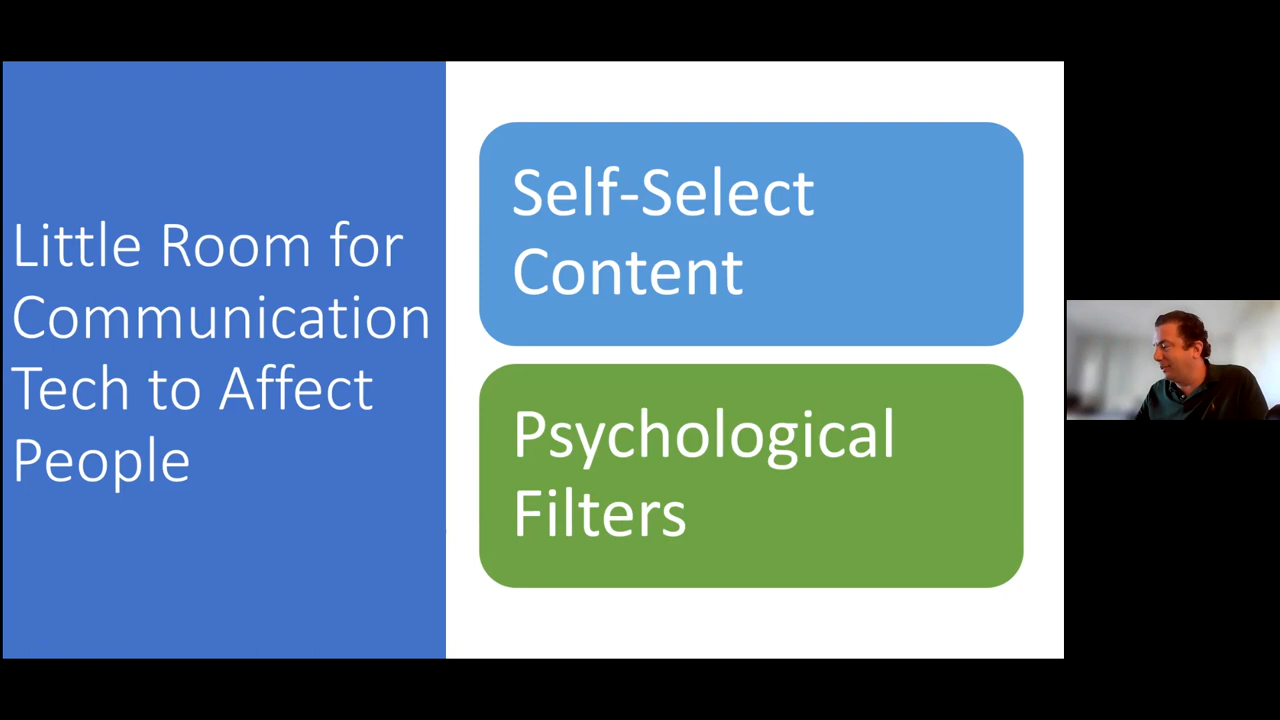 Little Room for
Communication
Tech to Affect
People
Self-Select
Content
Psychological
Filters